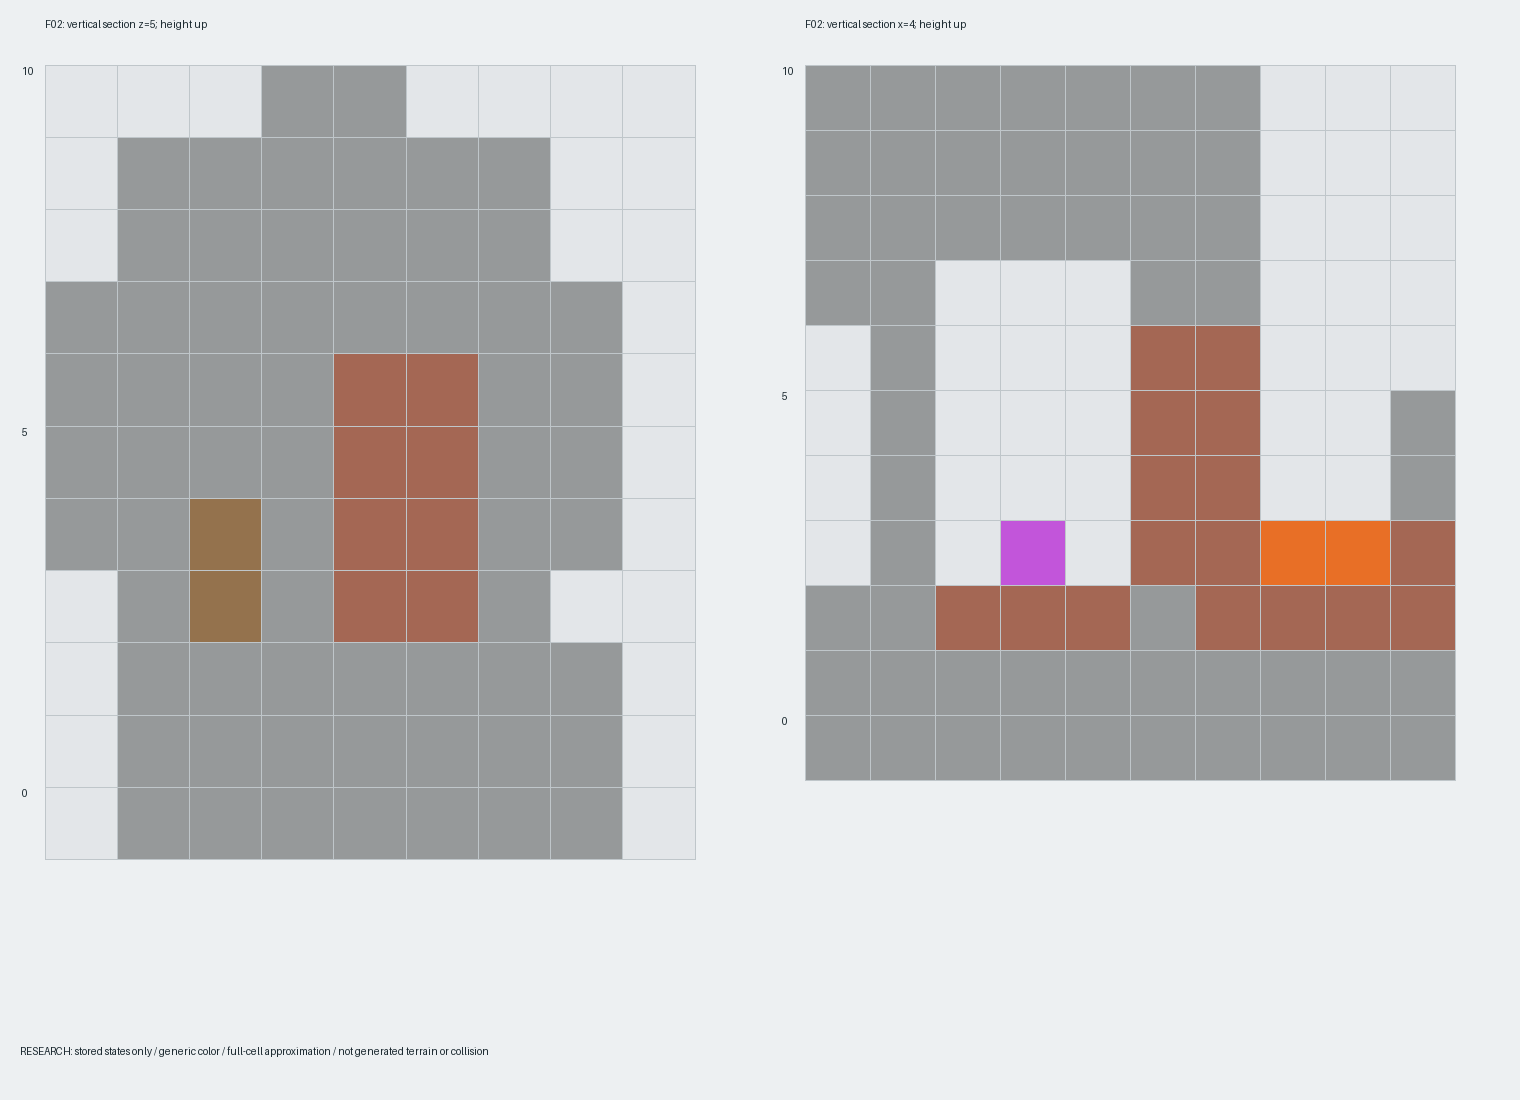 F02: vertical section z=5; height up
F02: vertical section x=4; height up
10
10
5
5
0
0
RESEARCH: stored states only / generic color / full-cell approximation / not generated terrain or collision